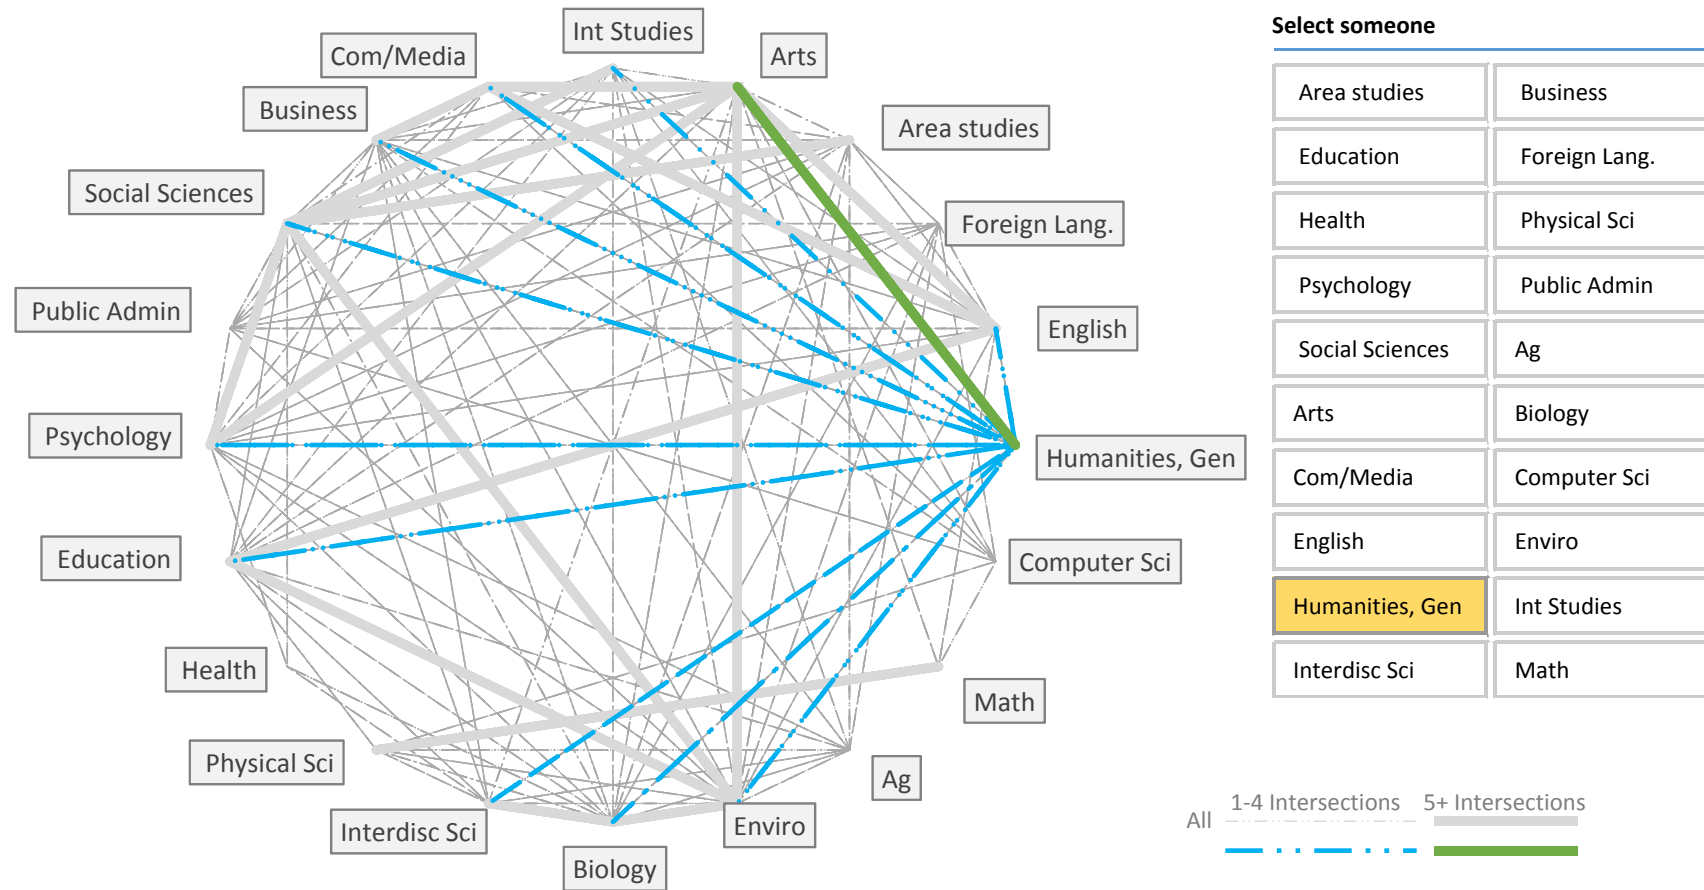 Int Studies
Com/Media
Arts
Business
Area studies
Social Sciences
Foreign Lang.
Public Admin
English
Psychology
Humanities, Gen
Education
Computer Sci
Health
Math
Physical Sci
Ag
Interdisc Sci
Enviro
Biology
Select someone
Area studies Business
Education Foreign Lang.
Health Physical Sci
Psychology Public Admin
Social Sciences Ag
Arts Biology
Com/Media Computer Sci
English Enviro
Humanities, Gen Int Studies
Interdisc Sci Math
1-4 Intersections 5+ Intersections
All